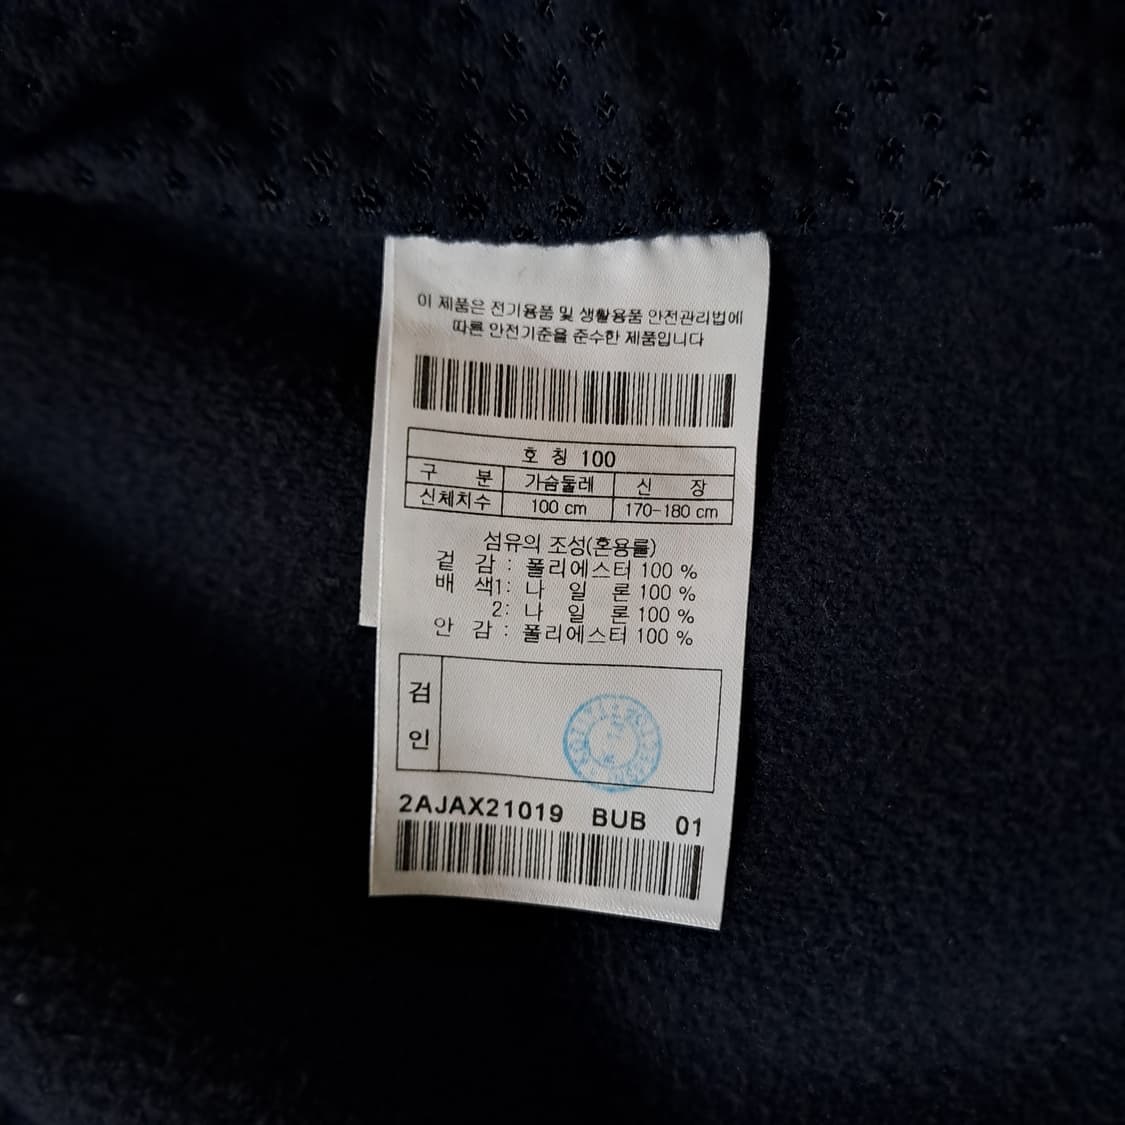 이 제품은 전기용품 및 생활용품 안전관리법에
따른 안전기준을 준수한 제품입니다
호 칭 100
구 분 가슴둘레 신 장
신체치수 100 cm 170-180 cm
섬유의 조성(혼용률)
겉 감 : 폴리에스터 100 %
배 색1: 나 일 론 100 %
2: 나 일 론 100 %
안 감 : 폴리에스터 100 %
검
인
2AJAX21019 BUB 01